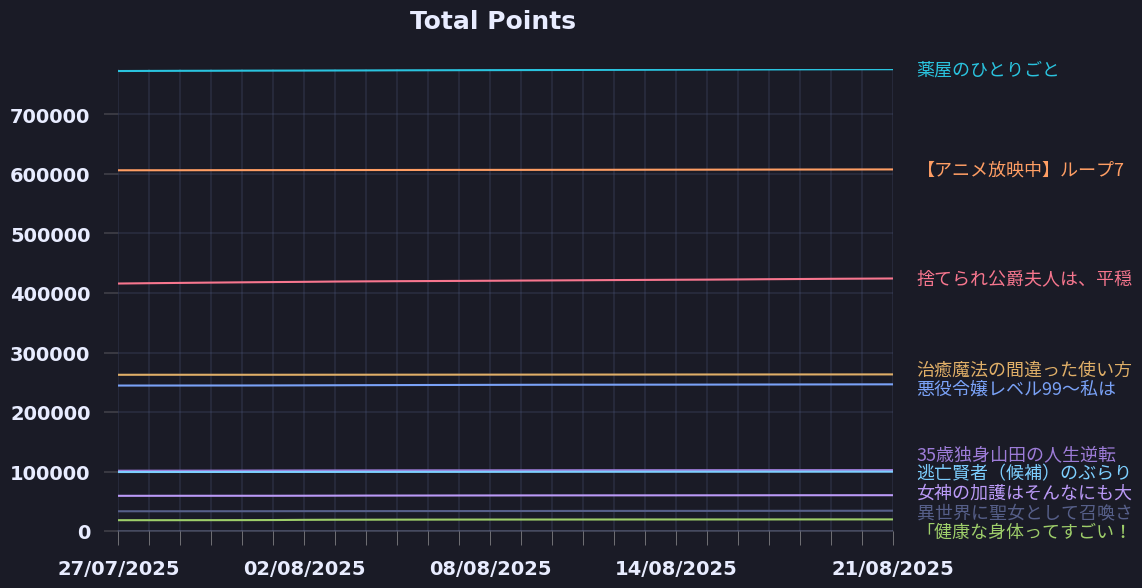 Total Points
700000
600000
500000
400000
300000
200000
100000
0
27/07/2025
02/08/2025
08/08/2025
14/08/2025
21/08/2025
薬屋のひとりごと
【アニメ放映中】ループ7
捨てられ公爵夫人は、平穏
治癒魔法の間違った使い方
悪役令嬢レベル99～私は
35歳独身山田の人生逆転
逃亡賢者（候補）のぶらり
女神の加護はそんなにも大
異世界に聖女として召喚さ
「健康な身体ってすごい！